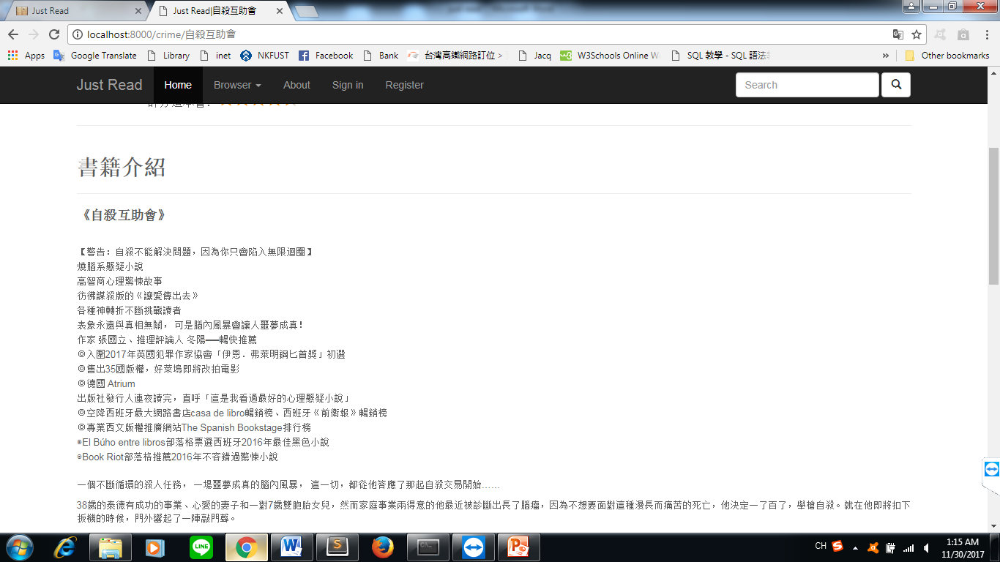 Just Read
Just Read|自殺互助會
localhost:8000/crime/自殺互助會
Apps Google Translate Library inet NKFUST Facebook Bank 台灣高鐵網路訂位 > Jacq W3Schools Online SQL 教學 - SQL 語法 » Other bookmarks
Just Read Home Browser About Sign in Register Search
書籍介紹
《自殺互助會》
【警告：自殺不能解決問題，因為你只會陷入無限迴圈】
燒腦系懸疑小說
高智商心理驚悚故事
彷彿謀殺版的《讓愛傳出去》
各種神轉折不斷挑戰讀者
表象永遠與真相無關， 可是腦內風暴會讓人噩夢成真！
作家 張國立、推理評論人 冬陽──暢快推薦
◎入圍2017年英國犯罪作家協會「伊恩．弗萊明鋼匕首獎」初選
◎售出35國版權，好萊塢即將改拍電影
◎德國 Atrium
出版社發行人連夜讀完，直呼「這是我看過最好的心理懸疑小說」
◎空降西班牙最大網路書店casa de libro暢銷榜、西班牙《前衛報》暢銷榜
◎專業西文版權推廣網站The Spanish Bookstage排行榜
◎El Búho entre libros部落格票選西班牙2016年最佳黑色小說
◎Book Riot部落格推薦2016年不容錯過驚悚小說
一個不斷循環的殺人任務， 一場噩夢成真的腦內風暴， 這一切，都從他答應了那起自殺交易開始……
38歲的泰德有成功的事業、心愛的妻子和一對7歲雙胞胎女兒，然而家庭事業兩得意的他最近被診斷出長了腦瘤，因為不想要面對這種漫長而痛苦的死亡，他決定一了百了，舉槍自殺。就在他即將扣下
扳機的時候，門外響起了一陣敲門聲。
LINE
CH
1:15 AM
11/30/2017